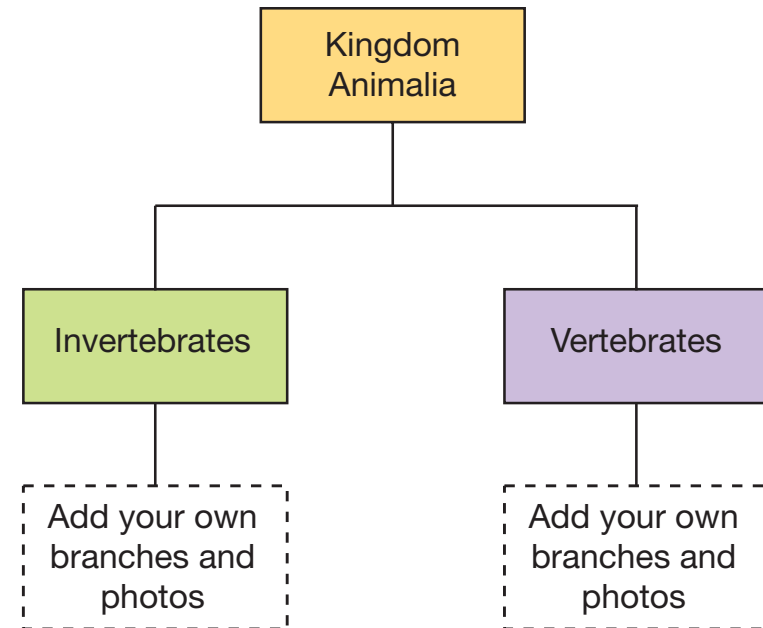 Kingdom
Animalia
Invertebrates
Vertebrates
Add your own
branches and
photos
Add your own
branches and
photos